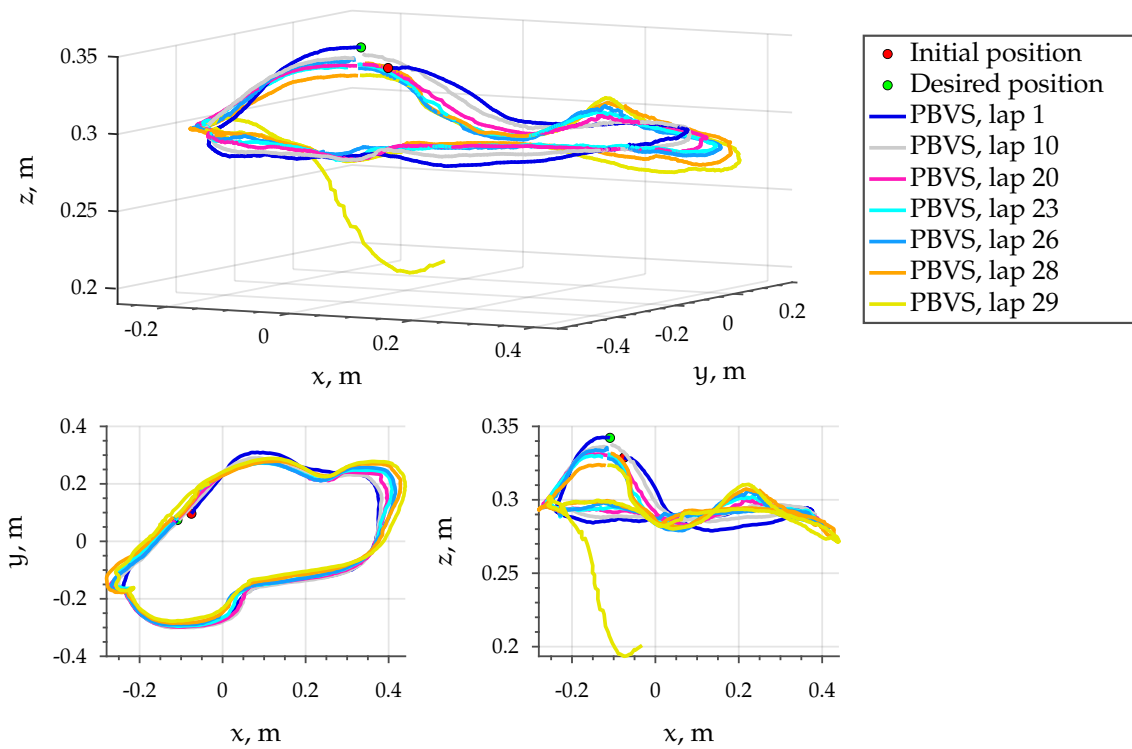 0.35
0.3
0.25
0.2
z, m
-0.2
0
0.2
0.4
x, m
-0.4
-0.2
0
0.2
y, m
Initial position
Desired position
PBVS, lap 1
PBVS, lap 10
PBVS, lap 20
PBVS, lap 23
PBVS, lap 26
PBVS, lap 28
PBVS, lap 29
0.4
0.2
0
-0.2
-0.4
y, m
-0.2
0
0.2
0.4
x, m
0.35
0.3
0.25
0.2
z, m
-0.2
0
0.2
0.4
x, m